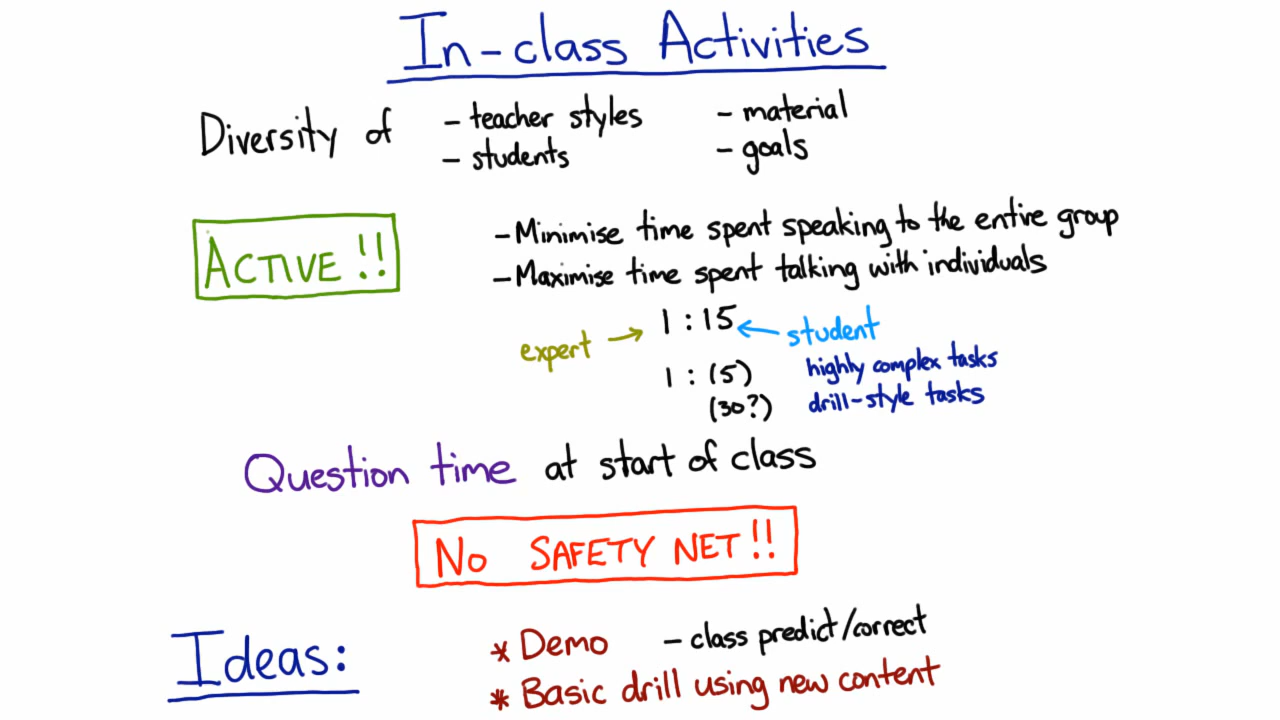 In-class Activities
Diversity of
- teacher styles
- students
- material
- goals
ACTIVE!!
- Minimise time spent speaking to the entire group
- Maximise time spent talking with individuals
expert → 1 : 15 ← student
1 : (5) highly complex tasks
(30?) drill-style tasks
Question time at start of class
No SAFETY NET!!
Ideas:
* Demo - class predict/correct
* Basic drill using new content